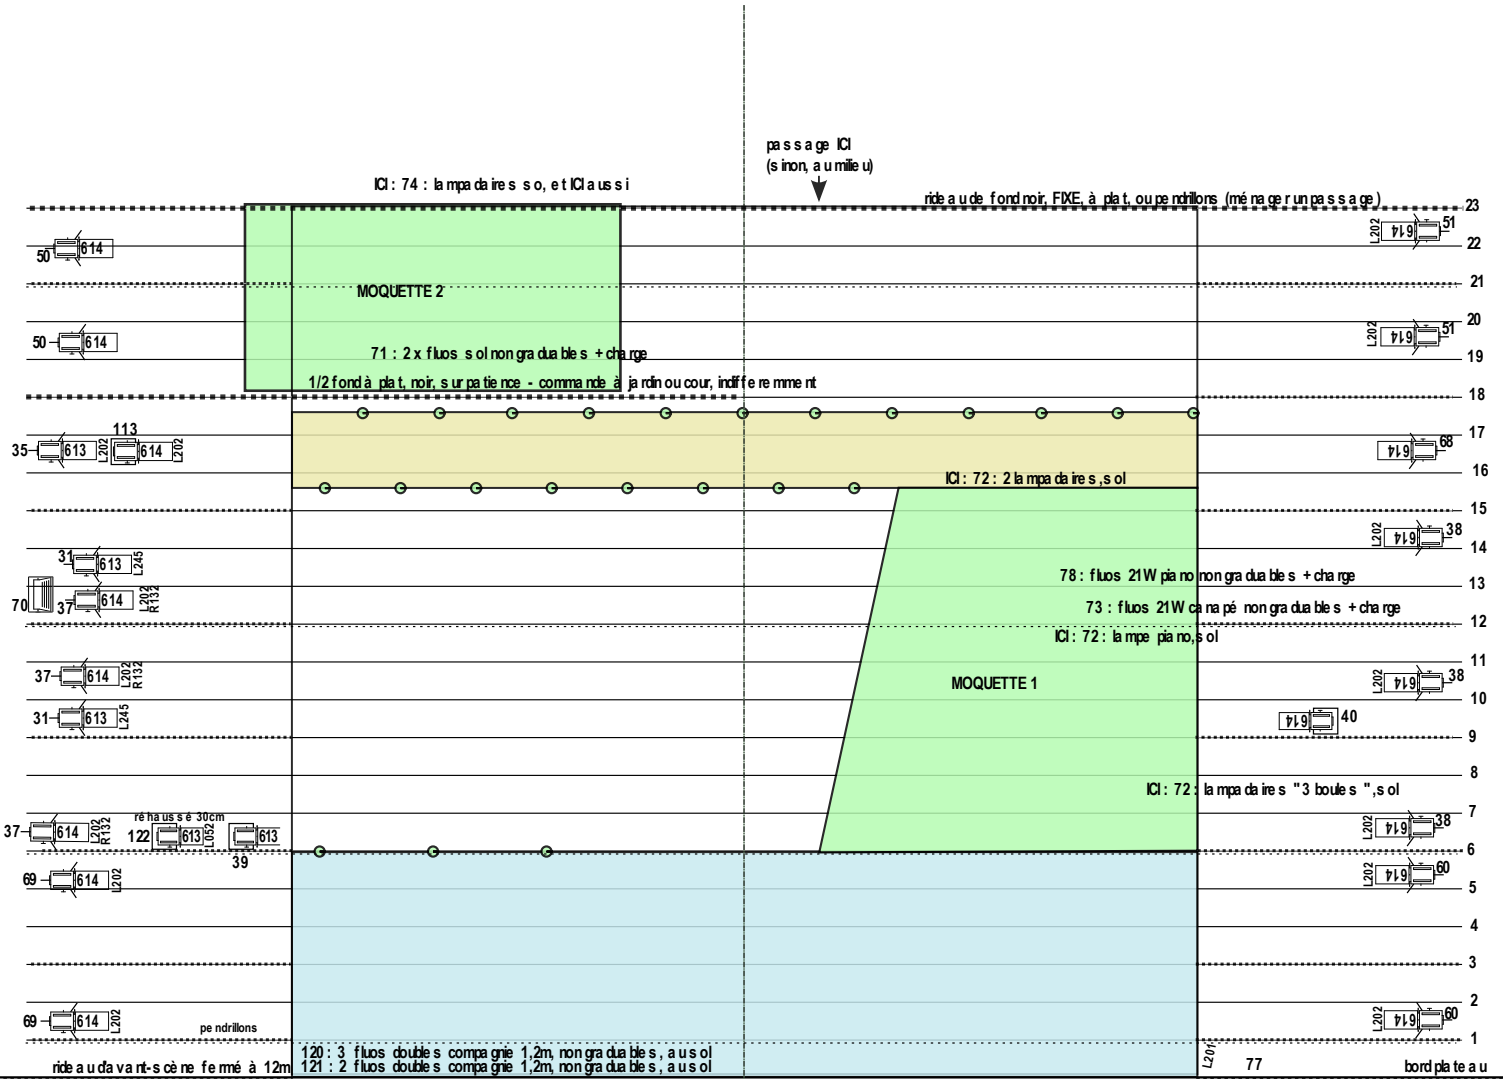 passage ICI
(sinon, au milieu)
ICI : 74 : lampadaires so, et ICI aussi
rideau de fond noir, FIXE, à plat, ou pendrillons (ménager un passage)
23
50 614
L202 614 51
22
21
MOQUETTE 2
20
50 614
L202 614 51
71 : 2 x fluos sol non graduables + charge
19
1/2 fond à plat, noir, sur patience - commande à jardin ou cour, indifferemment
18
113
17
35 613 L202 614 L202
614 68
16
ICI : 72 : 2 lampadaires, sol
15
L202 614 38
14
31 613 L245
78 : fluos 21W piano non graduables + charge
13
70 37 614 L202 R132
73 : fluos 21W canapé non graduables + charge
12
ICI : 72 : lampe piano, sol
11
37 614 L202 R132
MOQUETTE 1
L202 614 38
10
31 613 L245
614 40
9
8
ICI : 72 : lampadaires "3 boules", sol
7
réhaussé 30cm
37 614 L202 R132 122 613 L052 613
L202 614 38
39
6
69 614 L202
L202 614 60
5
4
3
2
69 614 L202
L202 614 60
pendrillons
1
120 : 3 fluos doubles compagnie 1,2m, non graduables, au sol
121 : 2 fluos doubles compagnie 1,2m, non graduables, au sol
rideau d'avant-scène fermé à 12m
L201 77
bord plateau